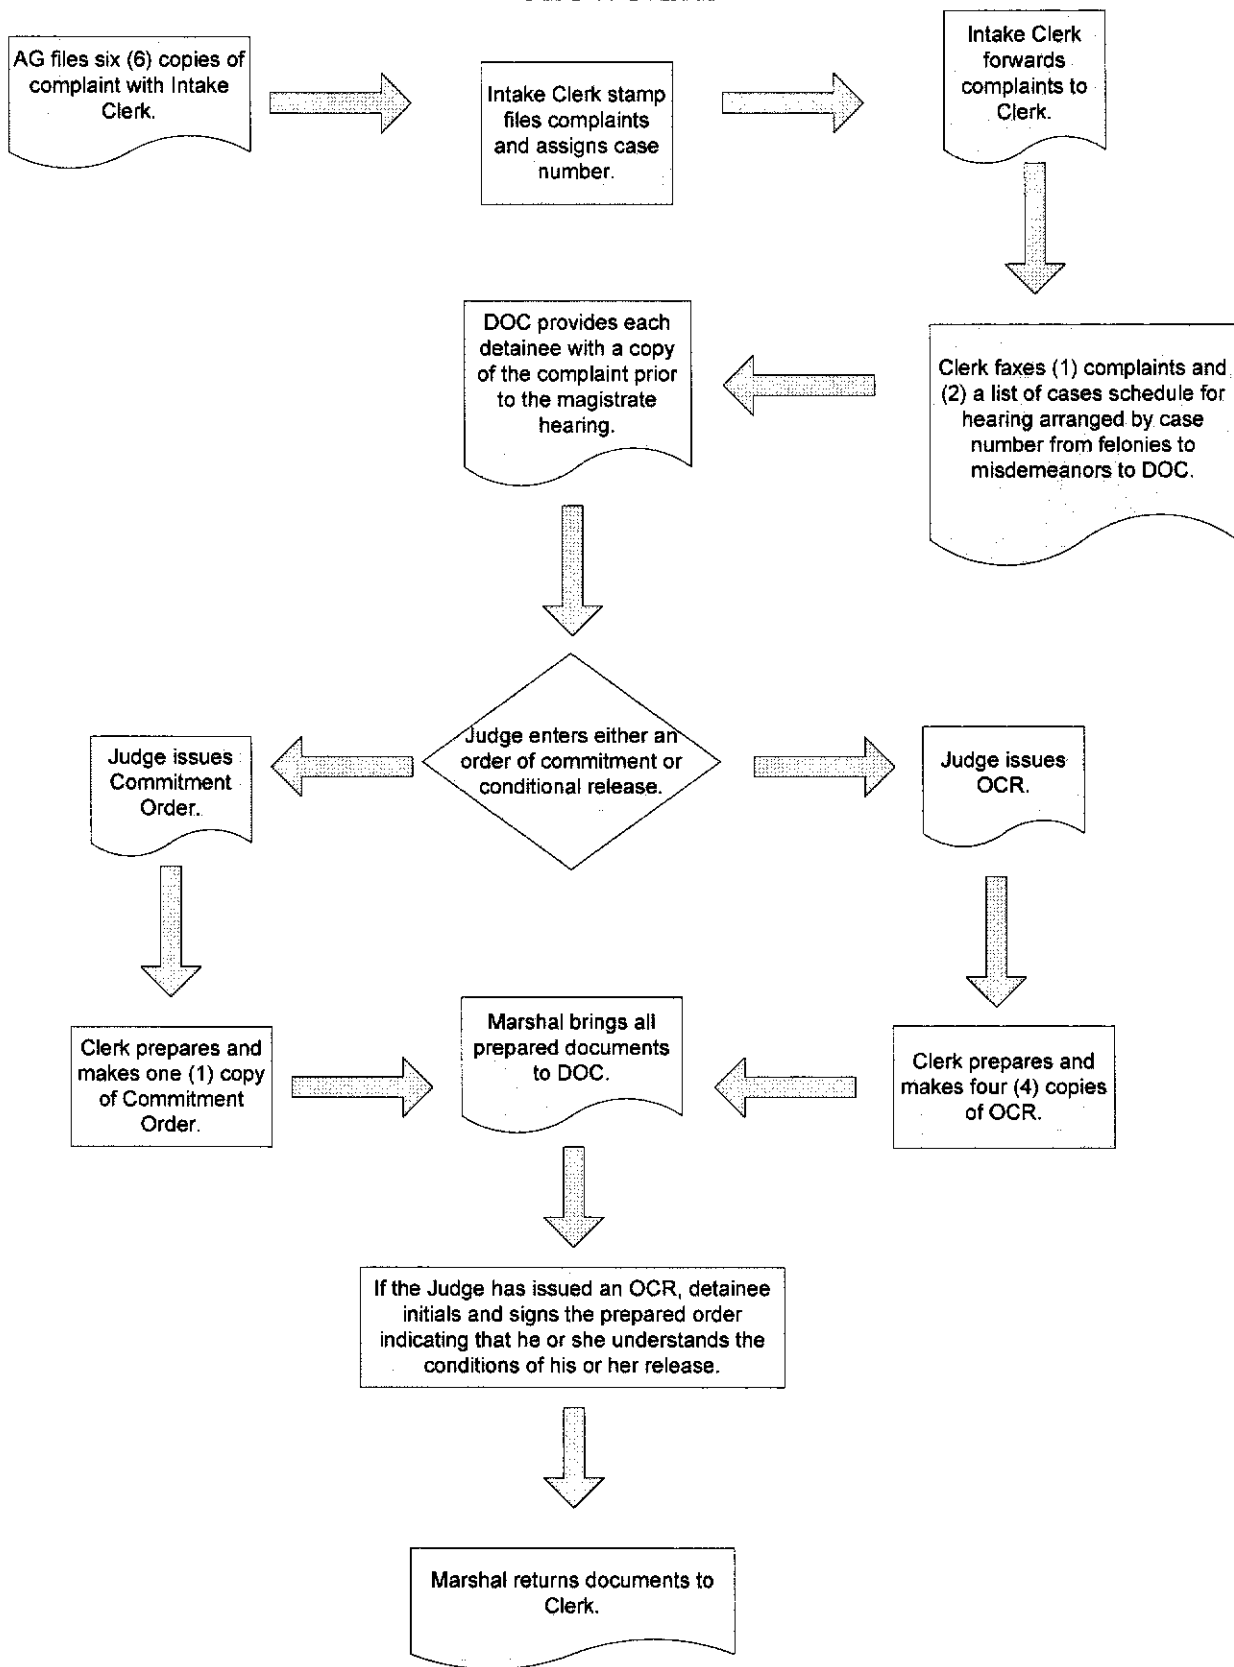 AG files six (6) copies of
complaint with Intake
Clerk.
Intake Clerk stamp
files complaints
and assigns case
number.
Intake Clerk
forwards
complaints to
Clerk.
DOC provides each
detainee with a copy
of the complaint prior
to the magistrate
hearing.
Clerk faxes (1) complaints and
(2) a list of cases schedule for
hearing arranged by case
number from felonies to
misdemeanors to DOC.
Judge enters either an
order of commitment or
conditional release.
Judge issues
Commitment
Order.
Judge issues
OCR.
Clerk prepares and
makes one (1) copy
of Commitment
Order.
Marshal brings all
prepared documents
to DOC.
Clerk prepares and
makes four (4) copies
of OCR.
If the Judge has issued an OCR, detainee
initials and signs the prepared order
indicating that he or she understands the
conditions of his or her release.
Marshal returns documents to
Clerk.